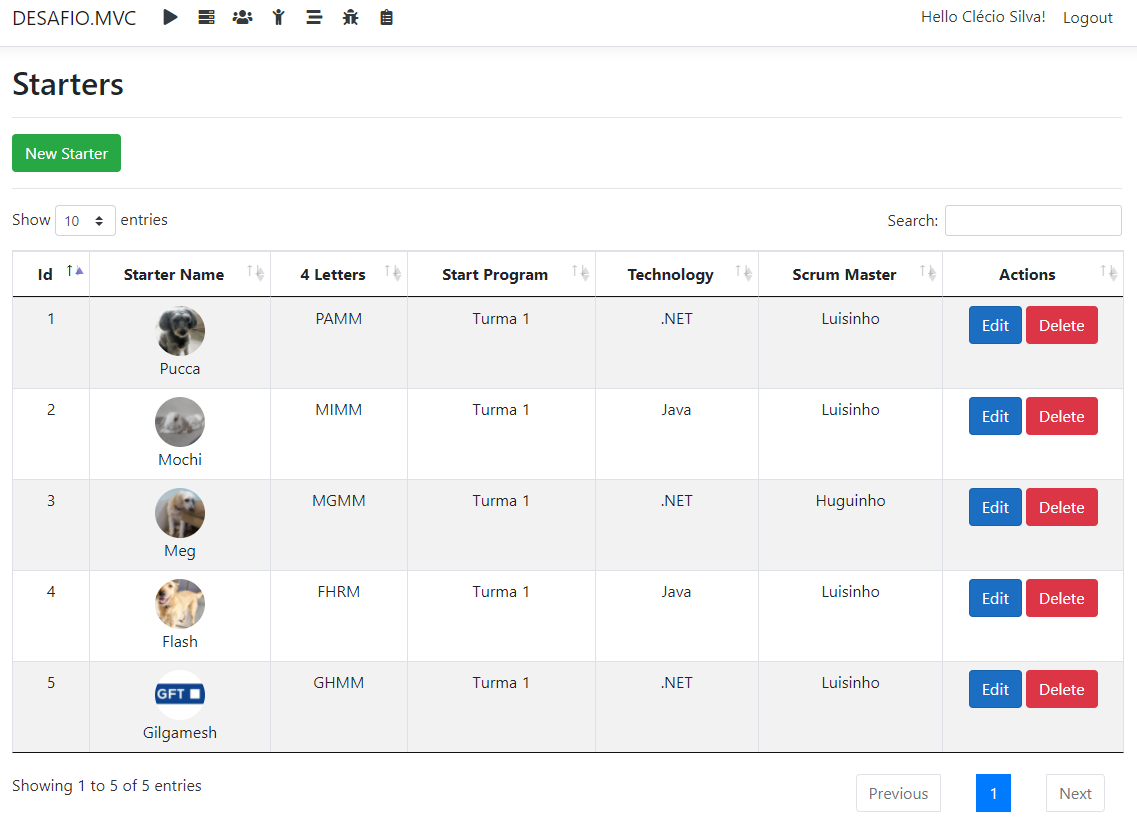 DESAFIO.MVC Hello Clécio Silva! Logout
Starters
New Starter
Show 10 entries Search:
Id Starter Name 4 Letters Start Program Technology Scrum Master Actions
1 PAMM Turma 1 .NET Luisinho Edit Delete
Pucca
2 MIMM Turma 1 Java Luisinho Edit Delete
Mochi
3 MGMM Turma 1 .NET Huguinho Edit Delete
Meg
4 FHRM Turma 1 Java Luisinho Edit Delete
Flash
5 GHMM Turma 1 .NET Luisinho Edit Delete
GFT
Gilgamesh
Showing 1 to 5 of 5 entries Previous 1 Next